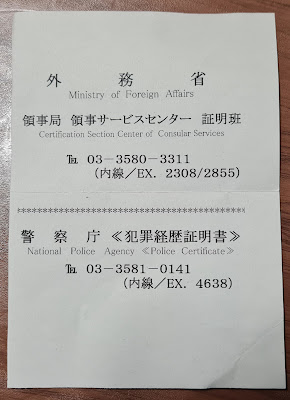 外　務　省
Ministry of Foreign Affairs
領事局 領事サービスセンター 証明班
Certification Section Center of Consular Services
℡ 03-3580-3311
(内線/EX. 2308/2855)
****************************************************
警　察　庁 ≪犯罪経歴証明書≫
National Police Agency ≪Police Certificate≫
℡ 03-3581-0141
(内線/EX. 4638)